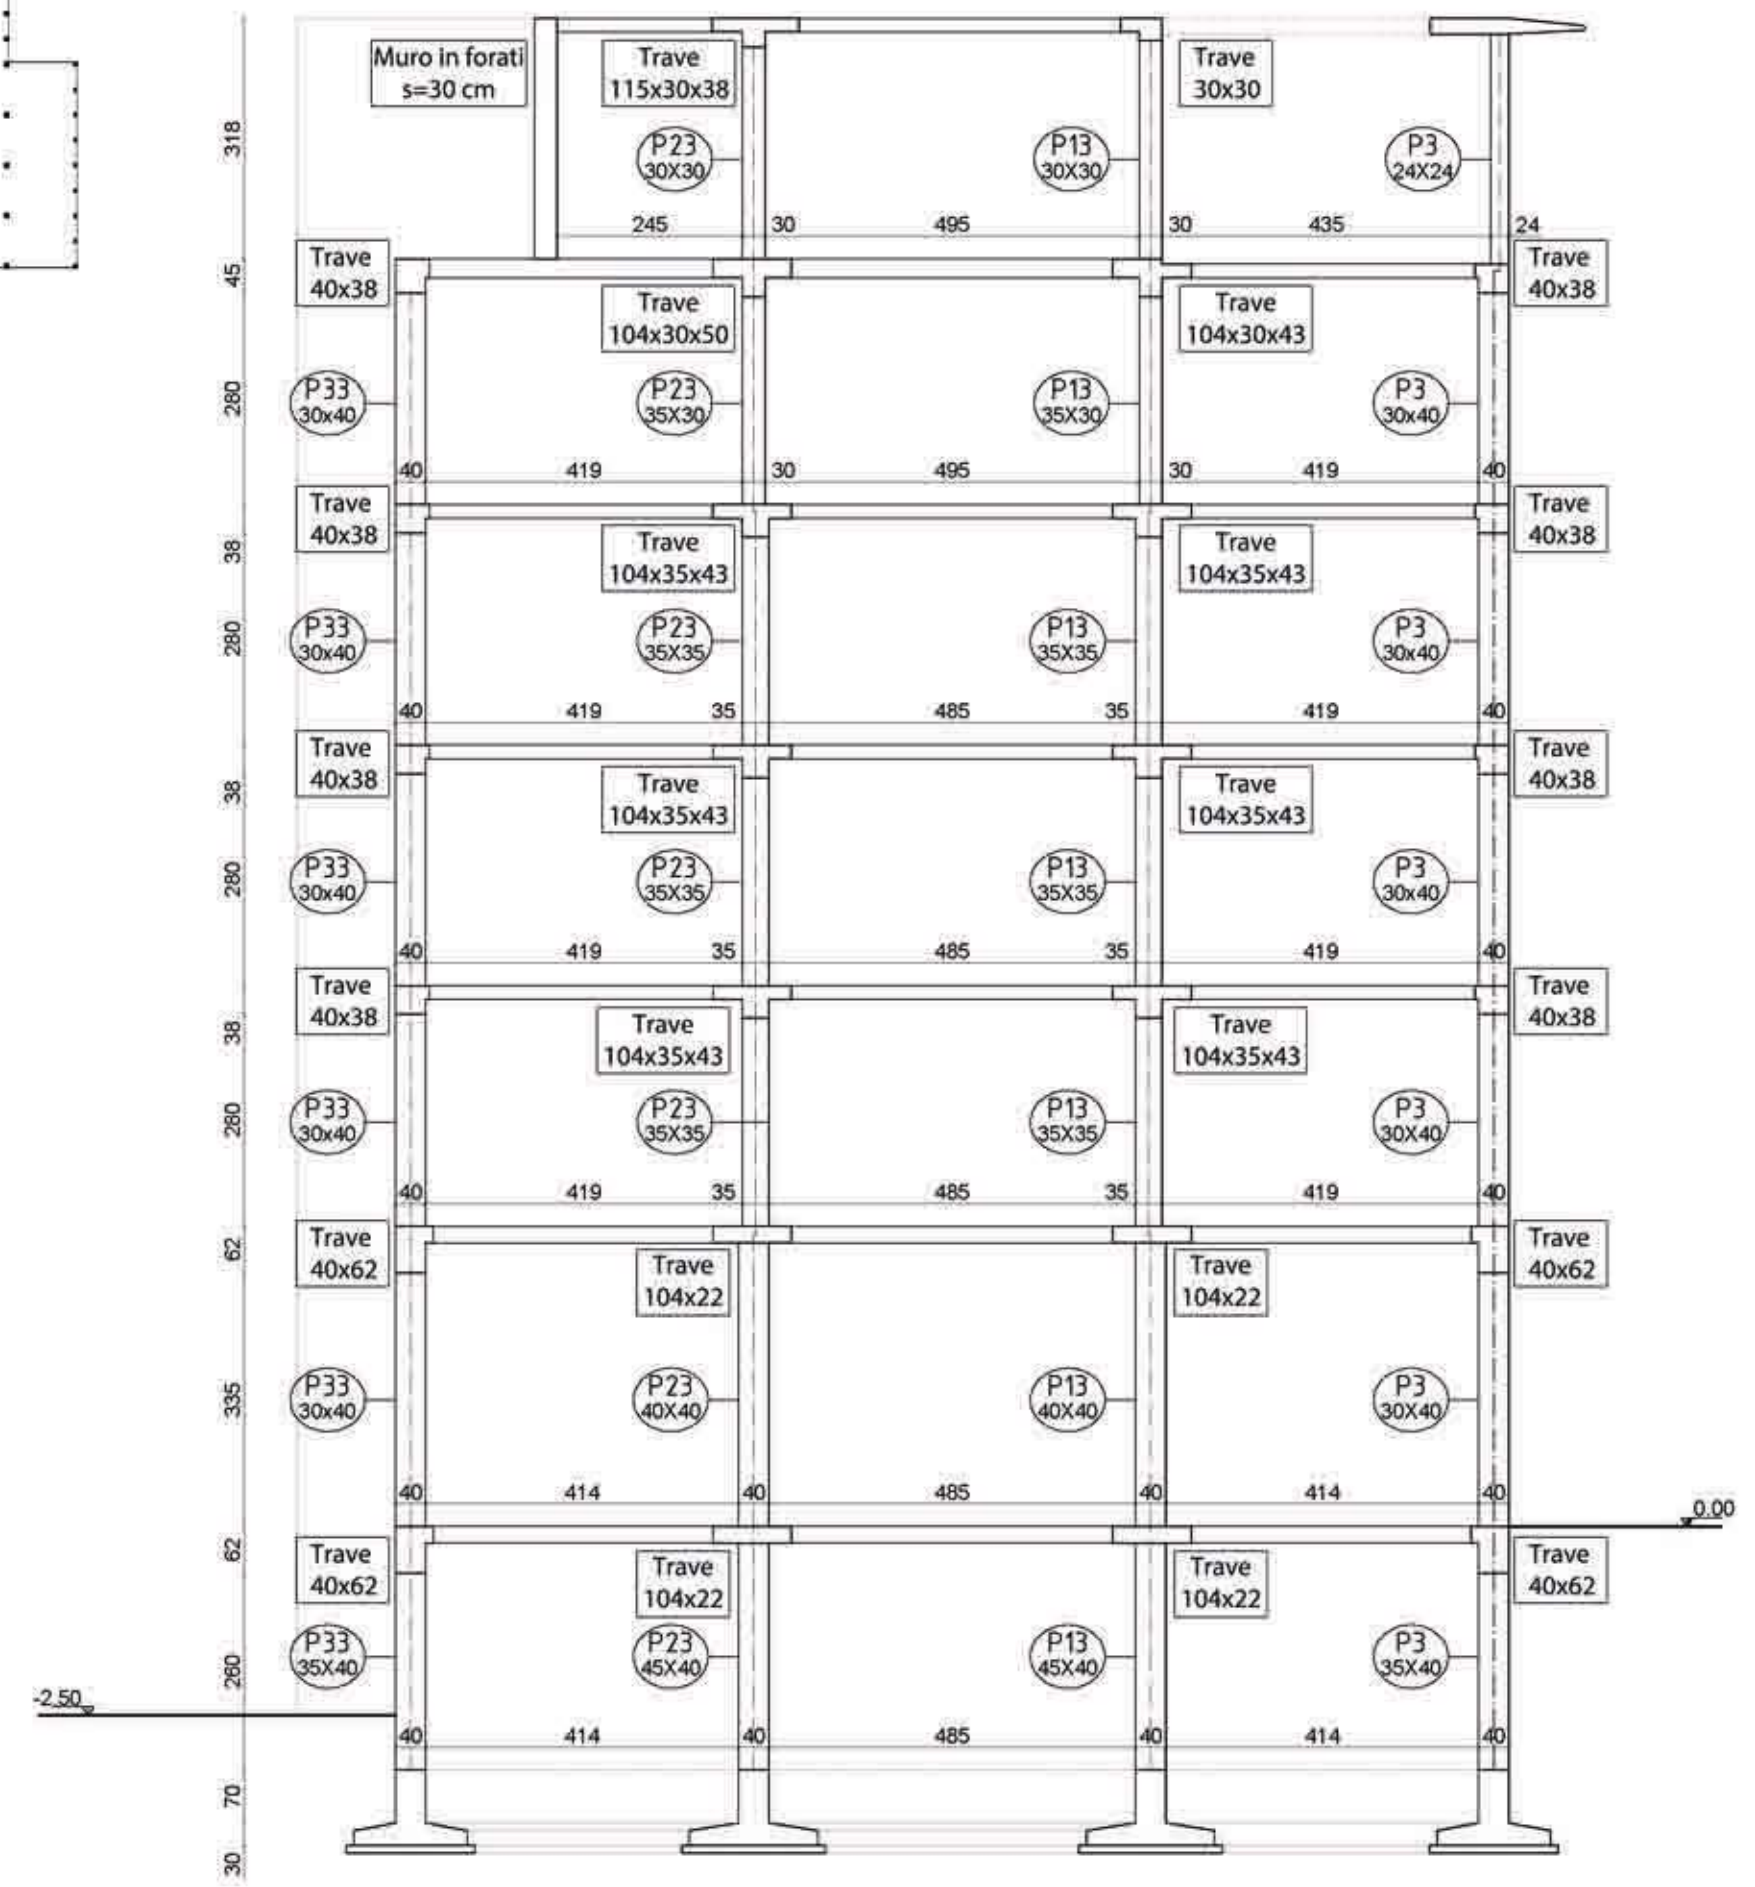 Muro in forati
s=30 cm
Trave
115x30x38
Trave
30x30
318
P23
30X30
P13
30X30
P3
24X24
245
30
495
30
435
24
Trave
40x38
45
Trave
40x38
Trave
104x30x50
Trave
104x30x43
280
P33
30x40
P23
35X30
P13
35X30
P3
30x40
40
419
30
495
30
419
40
Trave
40x38
Trave
40x38
38
Trave
104x35x43
Trave
104x35x43
280
P33
30x40
P23
35X35
P13
35X35
P3
30x40
40
419
35
485
35
419
40
Trave
40x38
Trave
40x38
38
Trave
104x35x43
Trave
104x35x43
280
P33
30x40
P23
35X35
P13
35X35
P3
30x40
40
419
35
485
35
419
40
Trave
40x38
Trave
40x38
38
Trave
104x35x43
Trave
104x35x43
280
P33
30x40
P23
35X35
P13
35X35
P3
30X40
40
419
35
485
35
419
40
Trave
40x62
Trave
40x62
62
Trave
104x22
Trave
104x22
335
P33
30x40
P23
40X40
P13
40X40
P3
30X40
40
414
40
485
40
414
40
0.00
62
Trave
40x62
Trave
104x22
Trave
104x22
Trave
40x62
260
P33
35X40
P23
45X40
P13
45X40
P3
35X40
-2.50
40
414
40
485
40
414
40
70
30